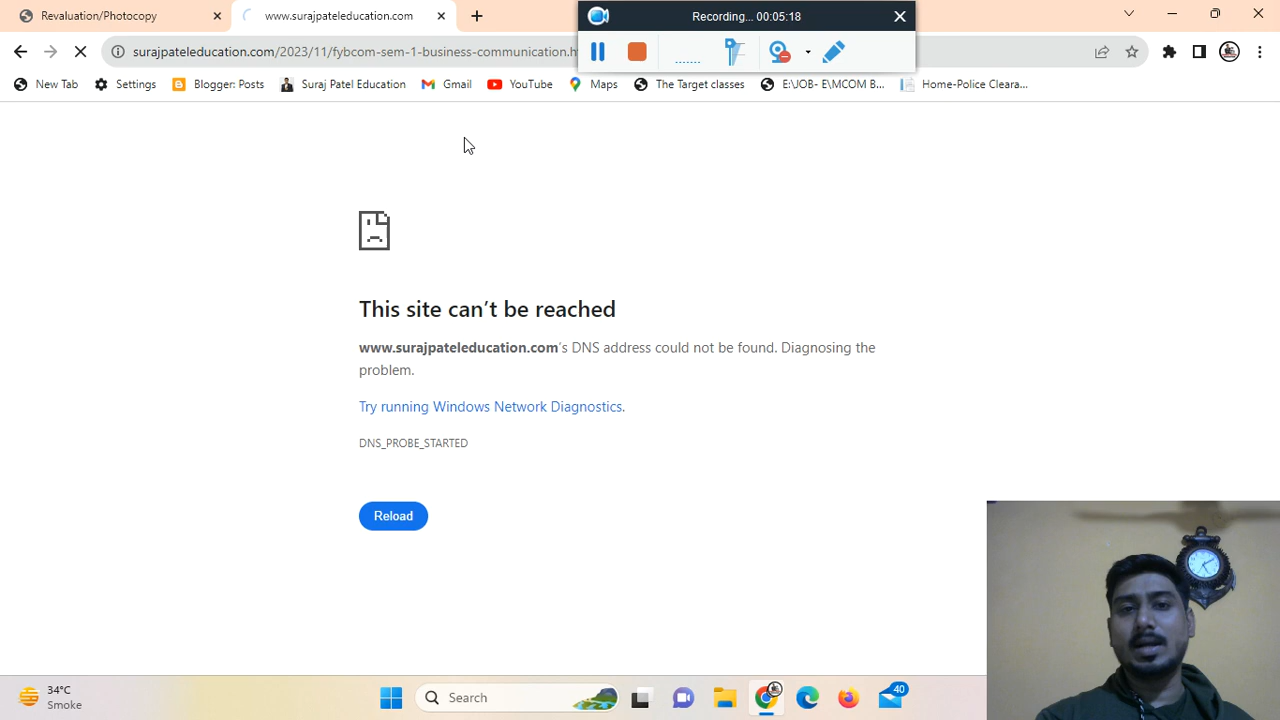 Revaluation/Photocopy
www.surajpateleducation.com
Recording... 00:05:18
surajpateleducation.com/2023/11/fybcom-sem-1-business-communication.h
New Tab
Settings
Blogger: Posts
Suraj Patel Education
Gmail
YouTube
Maps
The Target classes
E:\JOB- E\MCOM B...
Home-Police Cleara...
This site can't be reached
www.surajpateleducation.com's DNS address could not be found. Diagnosing the
problem.
Try running Windows Network Diagnostics.
DNS_PROBE_STARTED
Reload
34°C
Smoke
Search
40